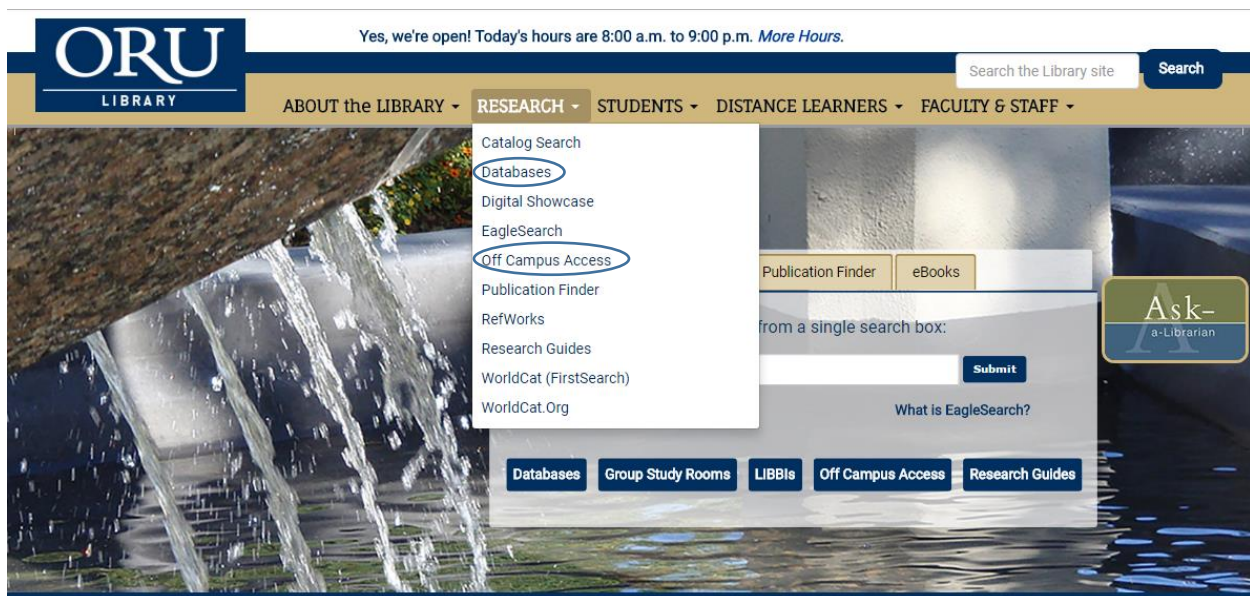 ORU
LIBRARY
Yes, we're open! Today's hours are 8:00 a.m. to 9:00 p.m. More Hours.
Search the Library site
Search
ABOUT the LIBRARY RESEARCH STUDENTS DISTANCE LEARNERS FACULTY & STAFF
Catalog Search
Databases
Digital Showcase
EagleSearch
Off Campus Access
Publication Finder
RefWorks
Research Guides
WorldCat (FirstSearch)
WorldCat.Org
Publication Finder eBooks
from a single search box:
Submit
What is EagleSearch?
Databases Group Study Rooms LIBBIs Off Campus Access Research Guides
Ask-
a-Librarian